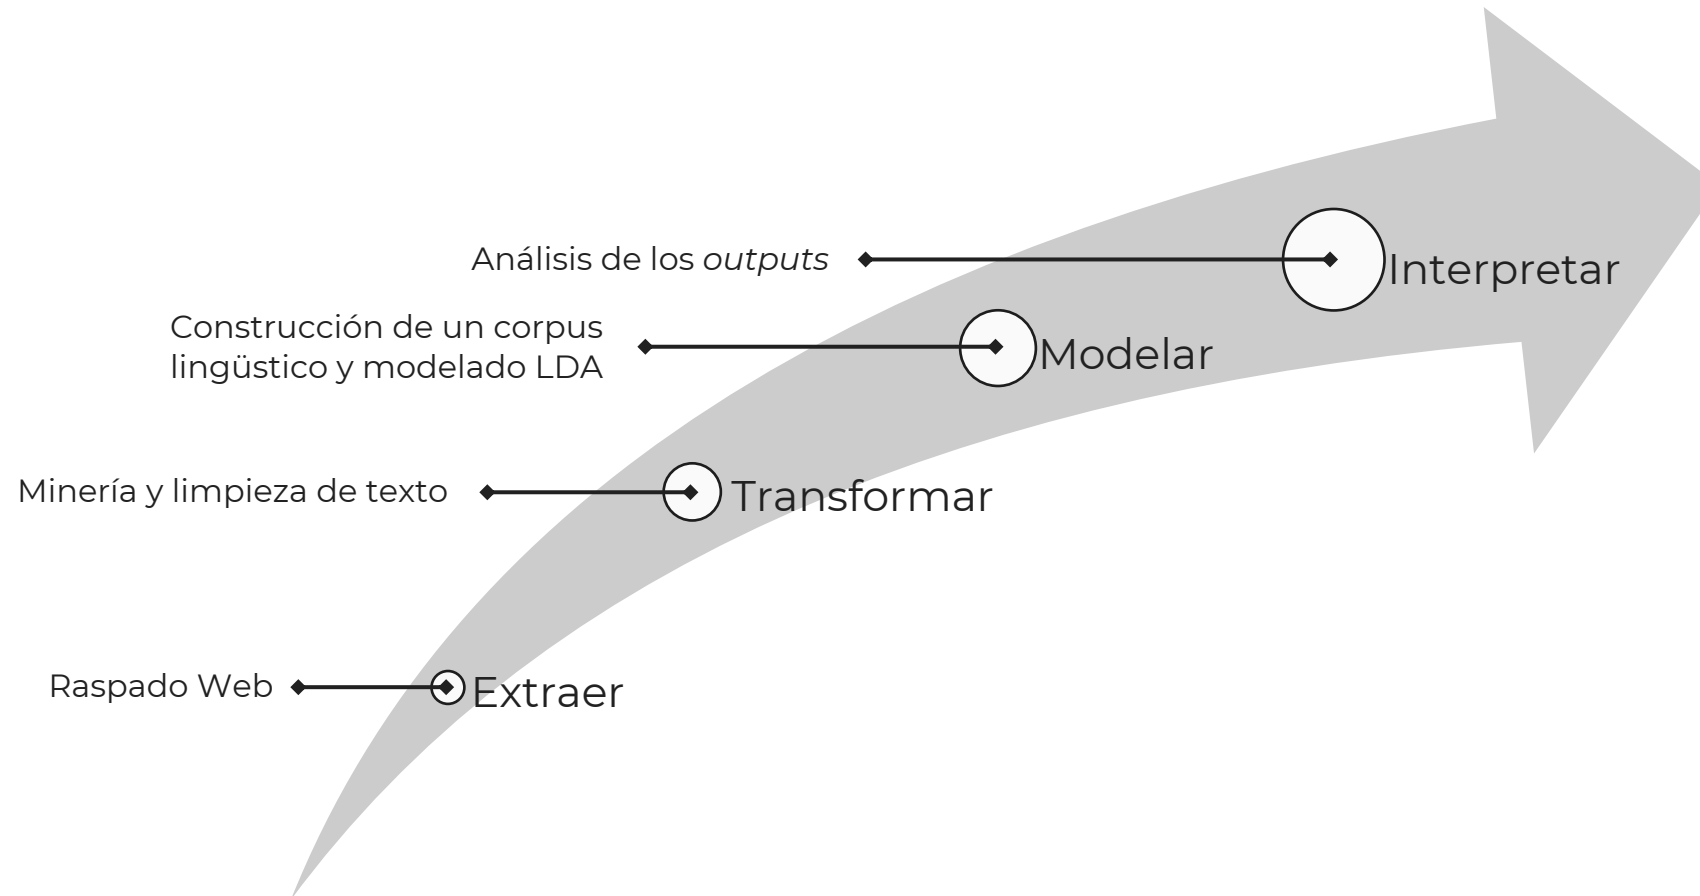 Análisis de los outputs
Interpretar
Construcción de un corpus
lingüstico y modelado LDA
Modelar
Minería y limpieza de texto
Transformar
Raspado Web
Extraer